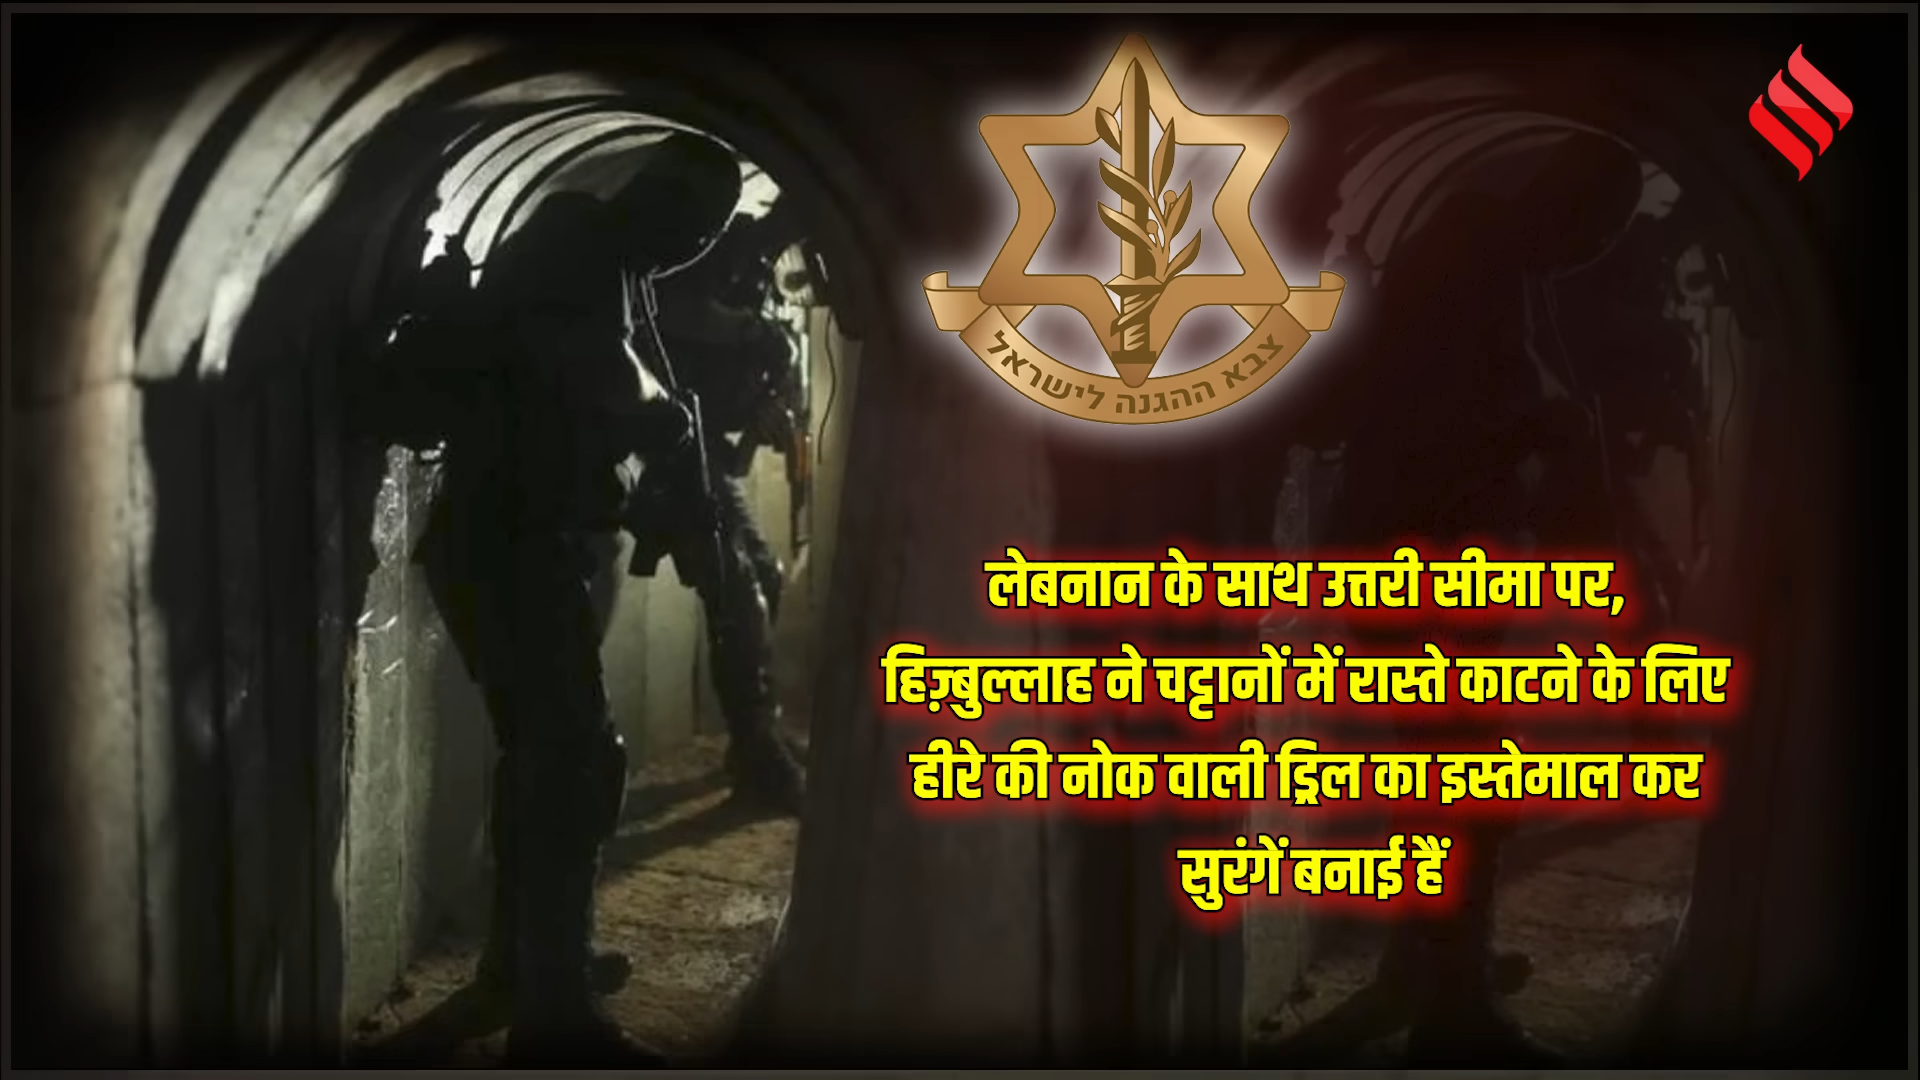 צבא ההגנה לישראל
लेबनान के साथ उत्तरी सीमा पर,
हिज़्बुल्लाह ने चट्टानों में रास्ते काटने के लिए
हीरे की नोक वाली ड्रिल का इस्तेमाल कर
सुरंगें बनाई हैं